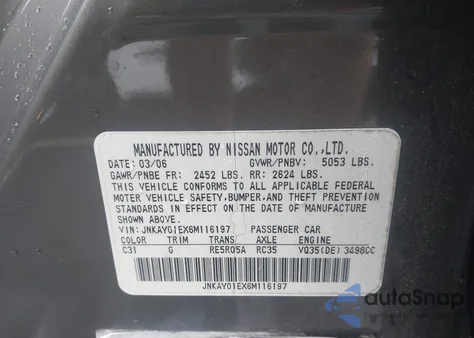 MANUFACTURED BY NISSAN MOTOR CO.,LTD.
DATE: 03/06 GVWR/PNBV: 5053 LBS.
GAWR/PNBE FR: 2452 LBS. RR: 2624 LBS.
THIS VEHICLE CONFORMS TO ALL APPLICABLE FEDERAL
MOTOR VEHICLE SAFETY,BUMPER,AND THEFT PREVENTION
STANDARDS IN EFFECT ON THE DATE OF MANUFACTURE
SHOWN ABOVE.
VIN: JNKAY01EX6M116197 PASSENGER CAR
COLOR TRIM TRANS/ AXLE ENGINE
C31 G RE5R05A RC35 VQ35(DE) 3498CC
JNKAY01EX6M116197
autoSnap